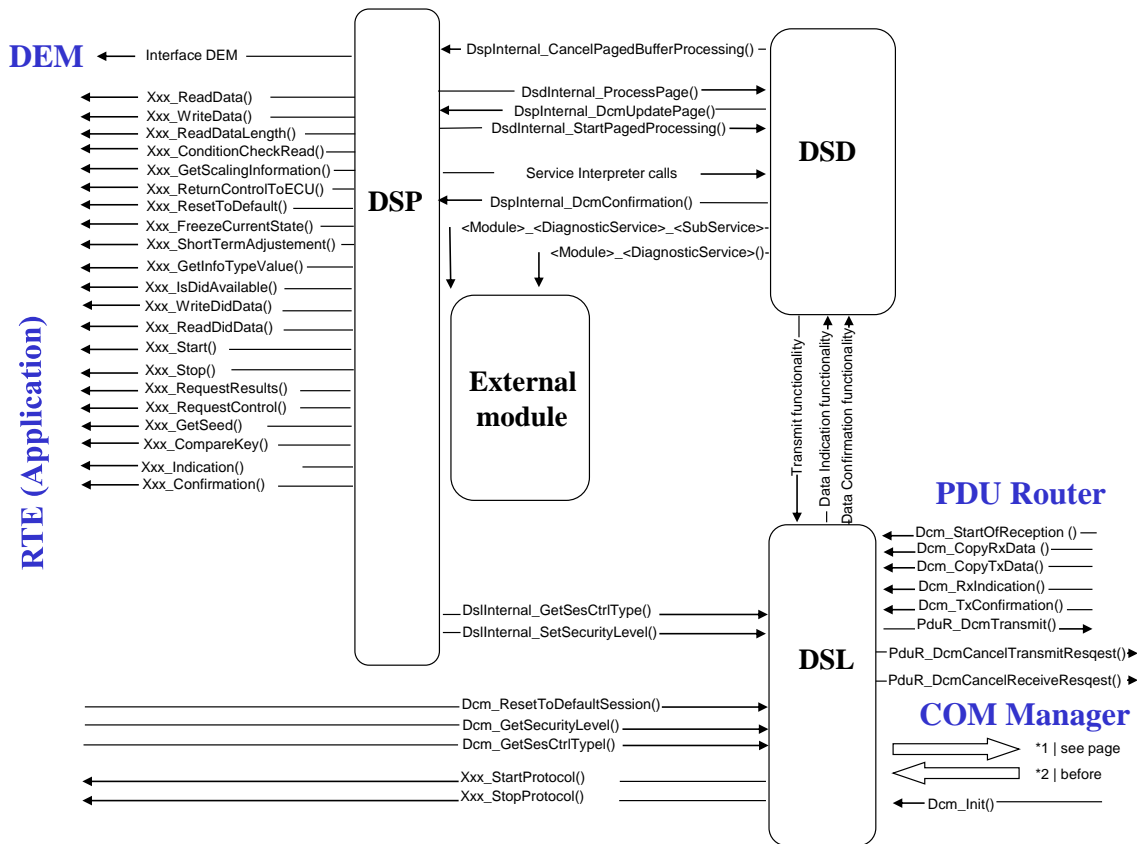 DEM
Interface DEM
Xxx_ReadData()
Xxx_WriteData()
Xxx_ReadDataLength()
Xxx_ConditionCheckRead()
Xxx_GetScalingInformation()
Xxx_ReturnControlToECU()
Xxx_ResetToDefault()
Xxx_FreezeCurrentState()
Xxx_ShortTermAdjustement()
Xxx_GetInfoTypeValue()
Xxx_IsDidAvailable()
Xxx_WriteDidData()
Xxx_ReadDidData()
Xxx_Start()
Xxx_Stop()
Xxx_RequestResults()
Xxx_RequestControl()
Xxx_GetSeed()
Xxx_CompareKey()
Xxx_Indication()
Xxx_Confirmation()
RTE (Application)
DSP
DspInternal_CancelPagedBufferProcessing()
DsdInternal_ProcessPage()
DspInternal_DcmUpdatePage()
DsdInternal_StartPagedProcessing()
Service Interpreter calls
DspInternal_DcmConfirmation()
<Module>_<DiagnosticService>_<SubService>
<Module>_<DiagnosticService>()
DSD
External
module
Transmit functionality
Data Indication functionality
Data Confirmation functionality
PDU Router
Dcm_StartOfReception ()
Dcm_CopyRxData ()
Dcm_CopyTxData()
Dcm_RxIndication()
Dcm_TxConfirmation()
PduR_DcmTransmit()
PduR_DcmCancelTransmitResqest()
PduR_DcmCancelReceiveResqest()
DslInternal_GetSesCtrlType()
DslInternal_SetSecurityLevel()
DSL
Dcm_ResetToDefaultSession()
Dcm_GetSecurityLevel()
Dcm_GetSesCtrlTypel()
Xxx_StartProtocol()
Xxx_StopProtocol()
COM Manager
*1 | see page
*2 | before
Dcm_Init()